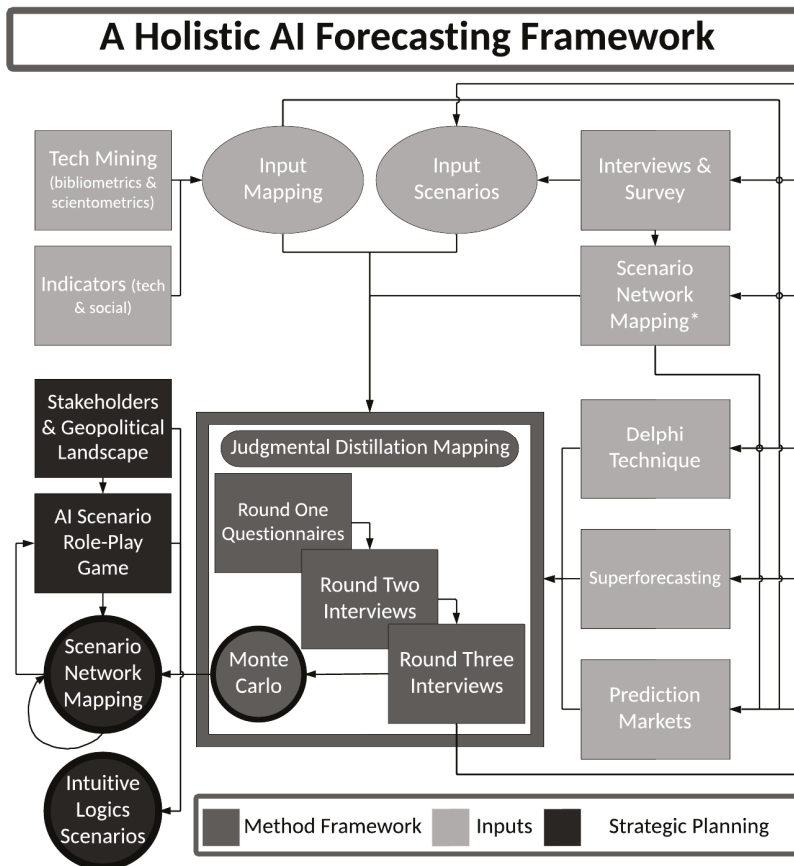 A Holistic AI Forecasting Framework
Tech Mining
(bibliometrics &
scientometrics)
Input
Mapping
Input
Scenarios
Interviews &
Survey
Indicators (tech
& social)
Scenario
Network
Mapping*
Stakeholders
& Geopolitical
Landscape
Judgmental Distillation Mapping
Delphi
Technique
Round One
Questionnaires
AI Scenario
Role-Play
Game
Round Two
Interviews
Superforecasting
Scenario
Network
Mapping
Monte
Carlo
Round Three
Interviews
Prediction
Markets
Intuitive
Logics
Scenarios
Method Framework
Inputs
Strategic Planning